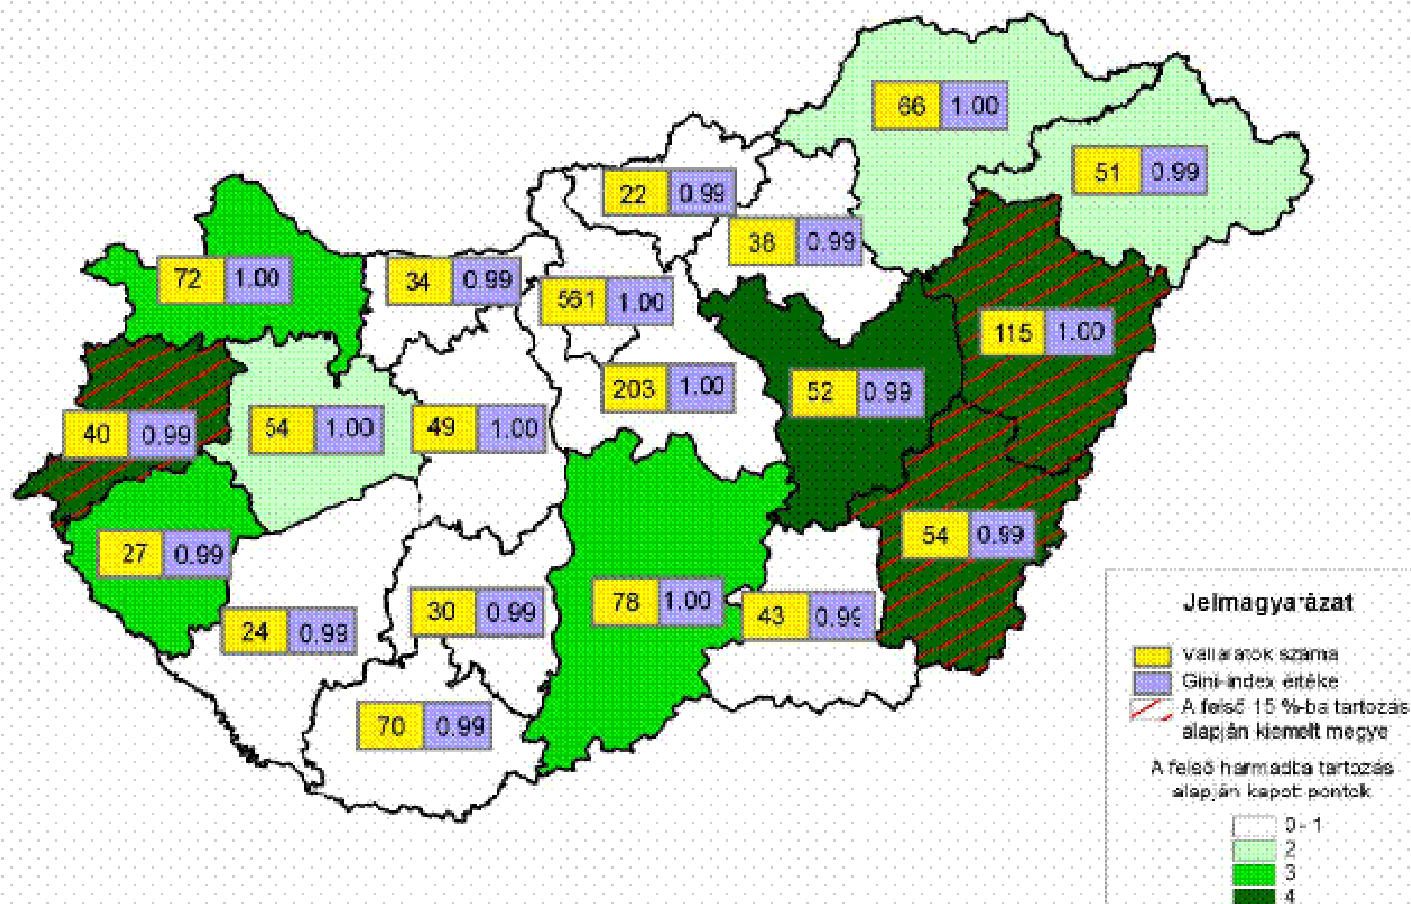 66 1.00
51 0.99
22 0.99
38 0.99
72 1.00
34 0.99
561 1.00
115 1.00
203 1.00
52 0.99
40 0.99
54 1.00
49 1.00
54 0.99
27 0.99
78 1.00
30 0.99
43 0.99
24 0.99
70 0.99
Jelmagyarázat
Vállalatok száma
Gini-index értéke
A felső 15 %-ba tartozás
alapján kiemelt megye
A felső harmadba tartozás
alapján kapott pontok
0 - 1
2
3
4